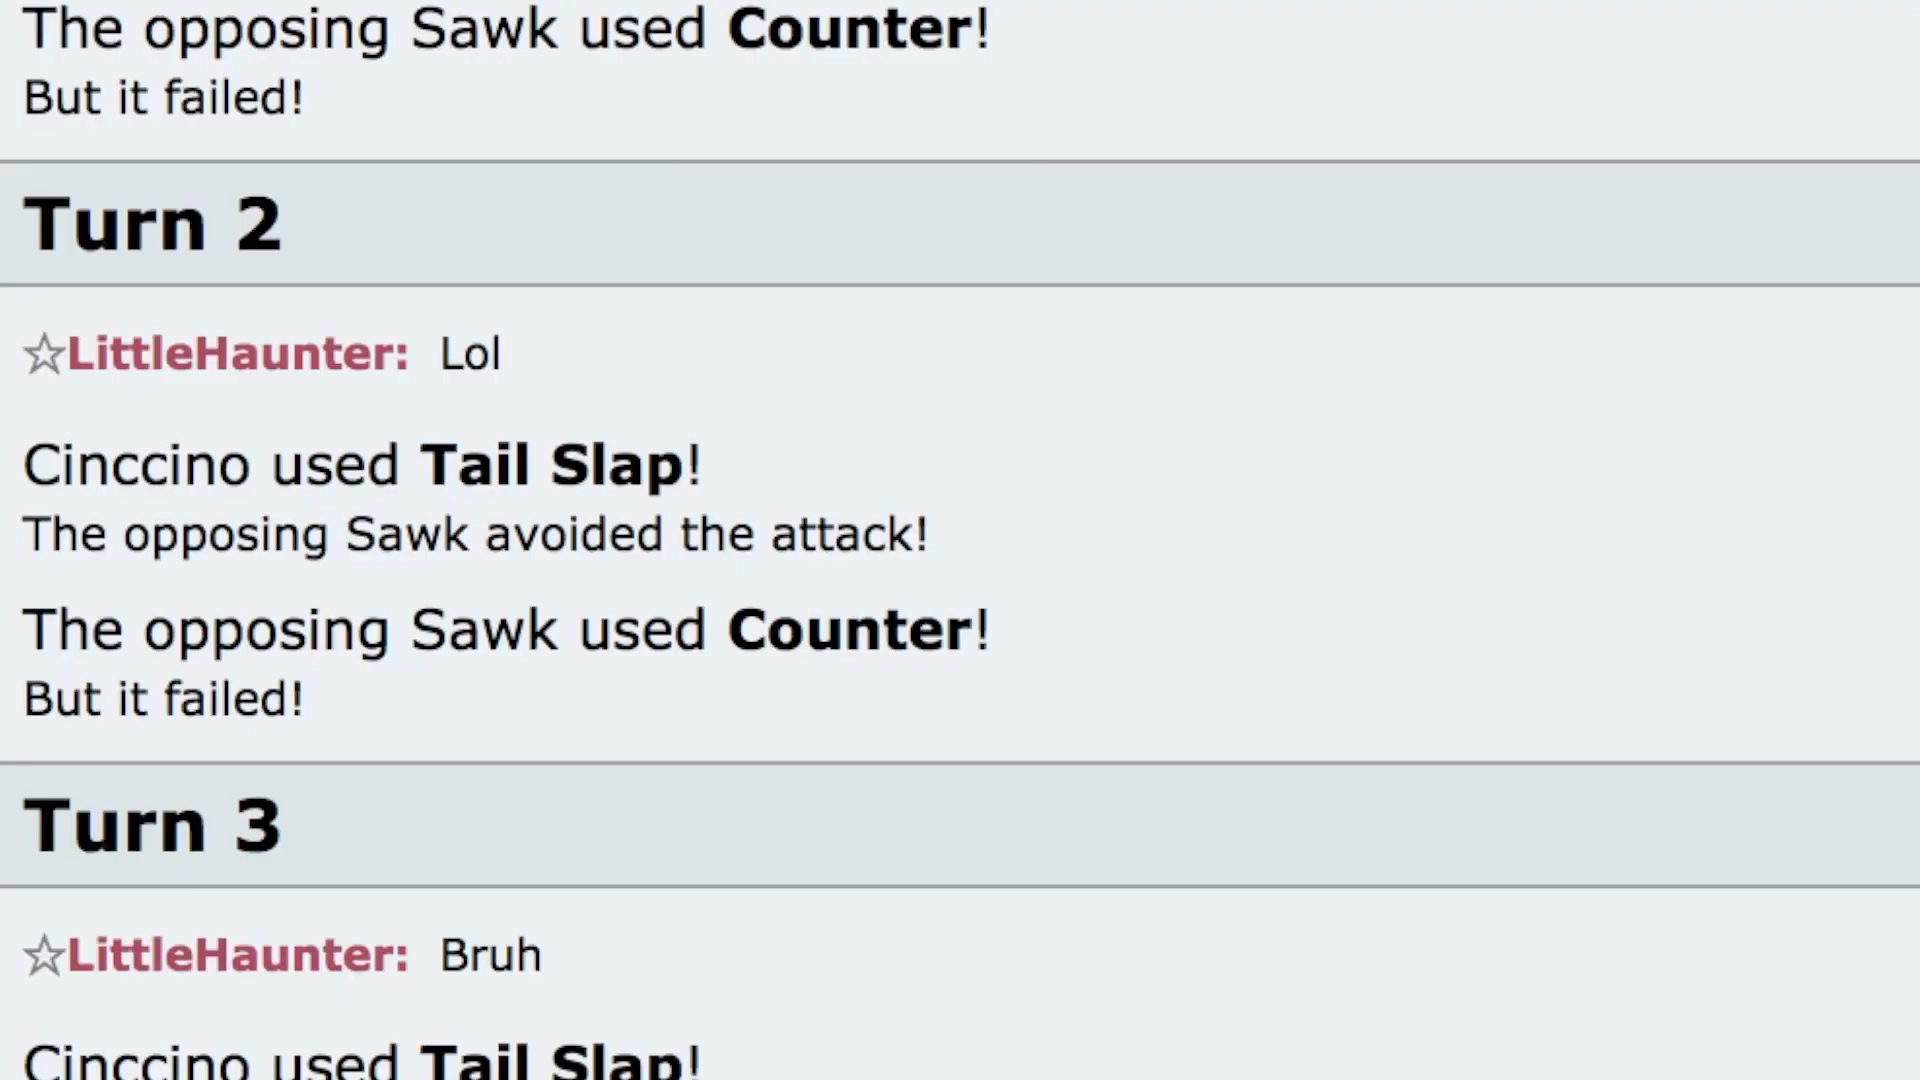 The opposing Sawk used Counter!
But it failed!
Turn 2
☆LittleHaunter: Lol
Cinccino used Tail Slap!
The opposing Sawk avoided the attack!
The opposing Sawk used Counter!
But it failed!
Turn 3
☆LittleHaunter: Bruh
Cinccino used Tail Slap!